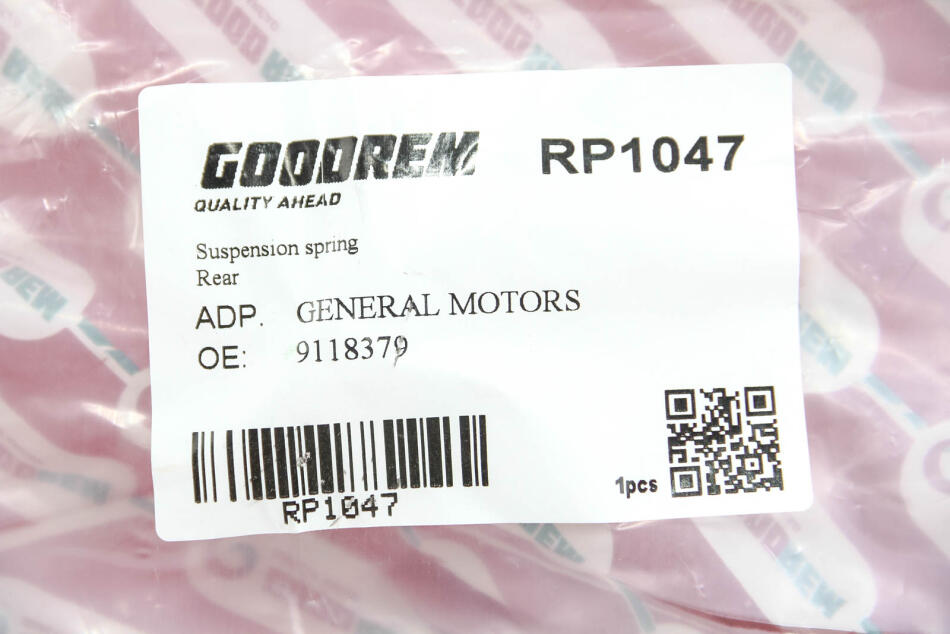 GOODREM
RP1047
QUALITY AHEAD
Suspension spring
Rear
ADP. GENERAL MOTORS
OE: 9118379
RP1047
1pcs